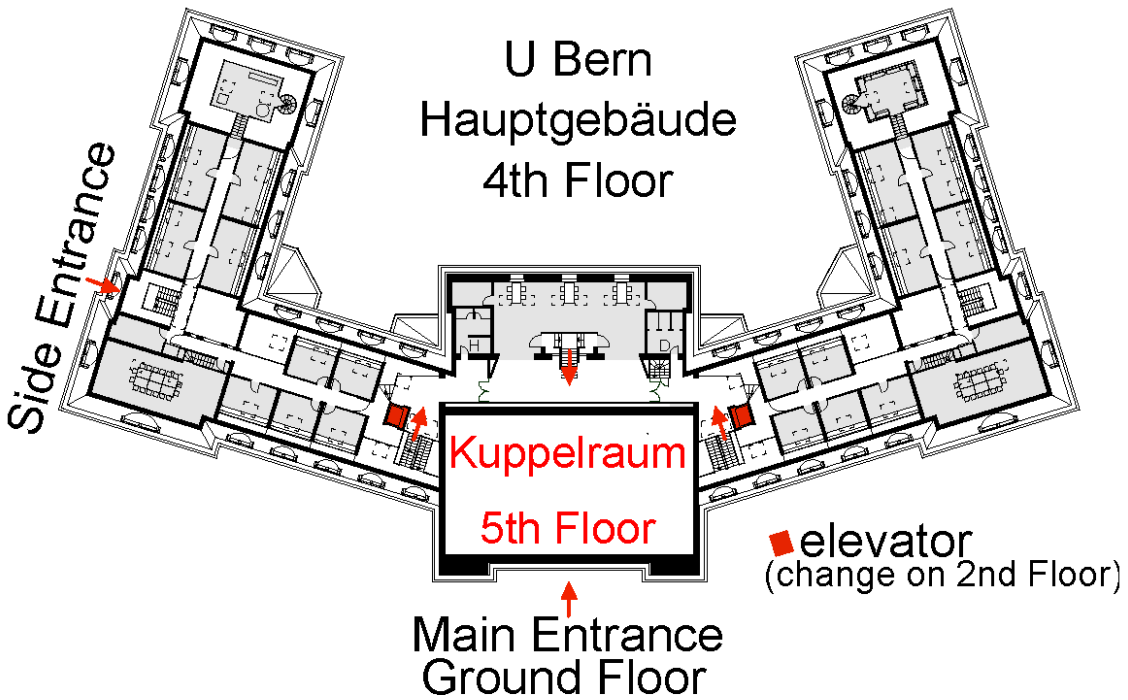 U Bern
Hauptgebäude
4th Floor
Side Entrance
H
D
Kuppelraum
5th Floor
elevator
(change on 2nd Floor)
Main Entrance
Ground Floor